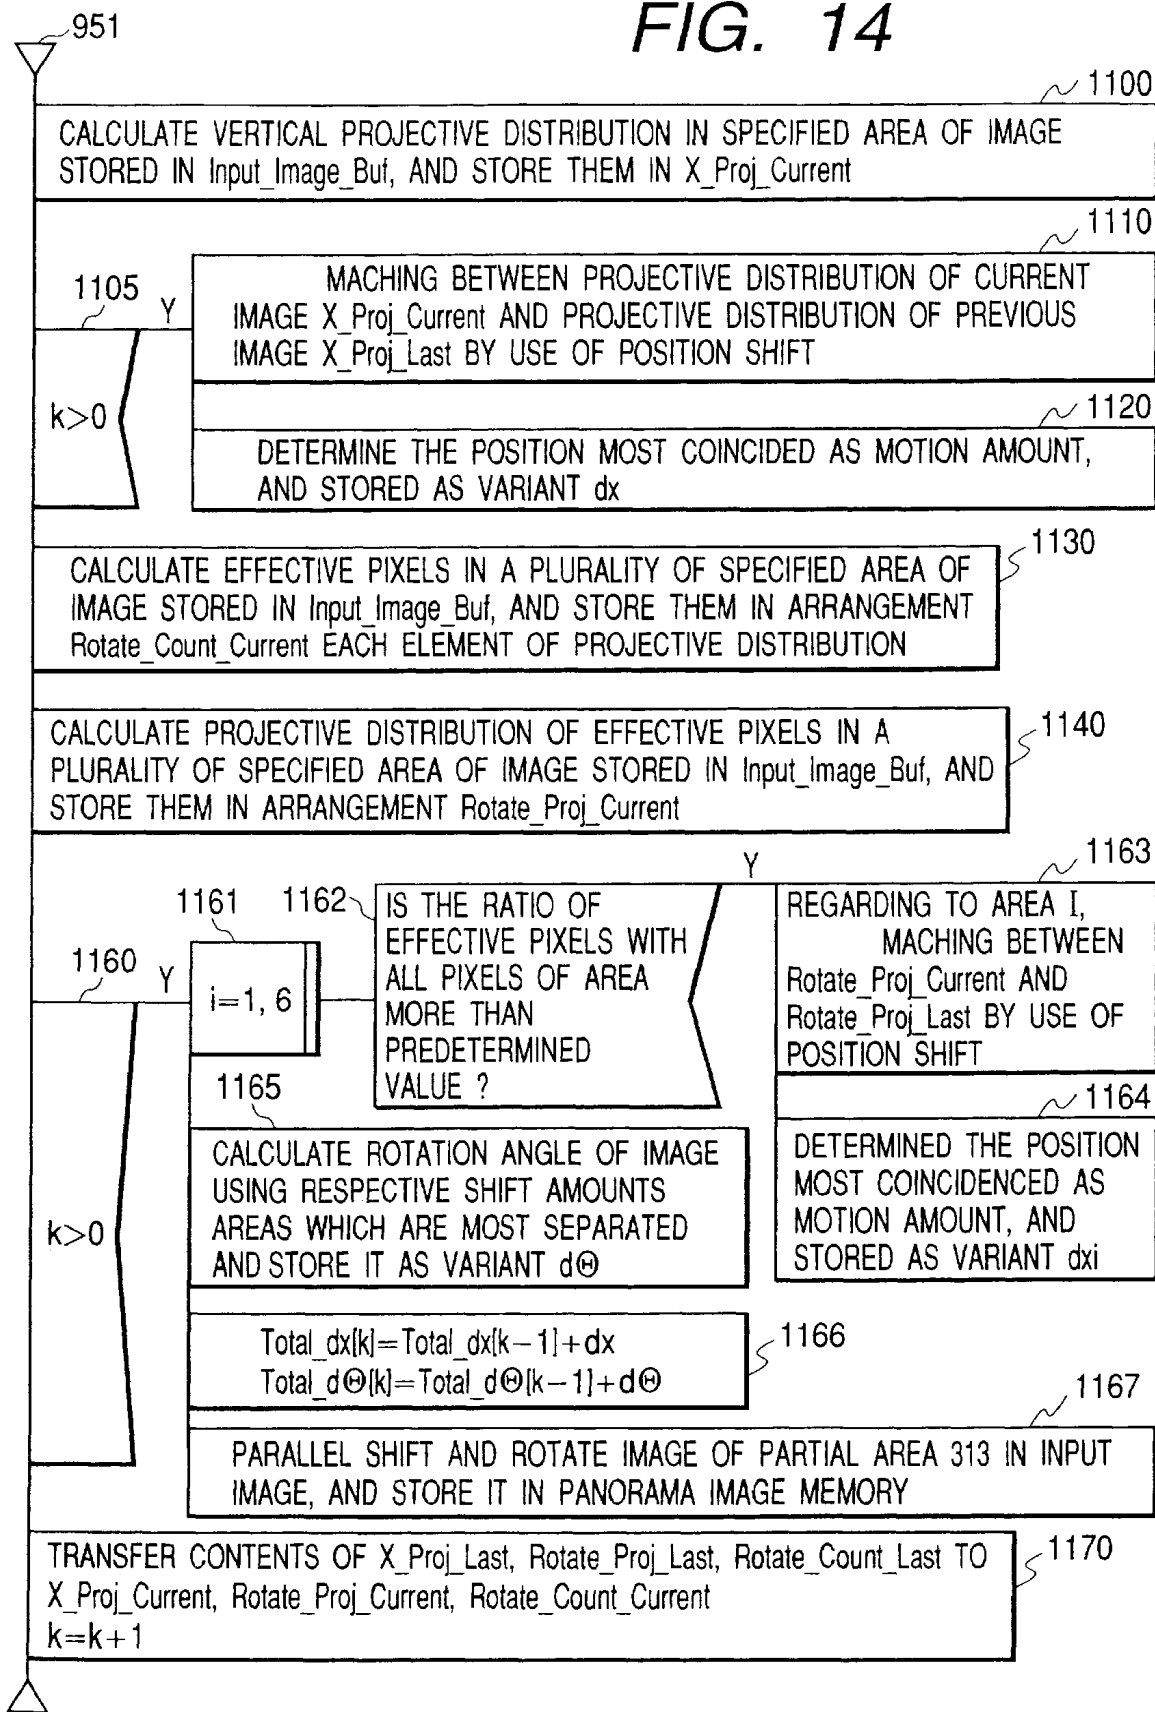 FIG. 14
951
1100
CALCULATE VERTICAL PROJECTIVE DISTRIBUTION IN SPECIFIED AREA OF IMAGE
STORED IN Input_Image_Buf, AND STORE THEM IN X_Proj_Current
1105
Y
k>0
1110
MACHING BETWEEN PROJECTIVE DISTRIBUTION OF CURRENT
IMAGE X_Proj_Current AND PROJECTIVE DISTRIBUTION OF PREVIOUS
IMAGE X_Proj_Last BY USE OF POSITION SHIFT
1120
DETERMINE THE POSITION MOST COINCIDED AS MOTION AMOUNT,
AND STORED AS VARIANT dx
1130
CALCULATE EFFECTIVE PIXELS IN A PLURALITY OF SPECIFIED AREA OF
IMAGE STORED IN Input_Image_Buf, AND STORE THEM IN ARRANGEMENT
Rotate_Count_Current EACH ELEMENT OF PROJECTIVE DISTRIBUTION
1140
CALCULATE PROJECTIVE DISTRIBUTION OF EFFECTIVE PIXELS IN A
PLURALITY OF SPECIFIED AREA OF IMAGE STORED IN Input_Image_Buf, AND
STORE THEM IN ARRANGEMENT Rotate_Proj_Current
1160
Y
k>0
1161
i=1, 6
1162
IS THE RATIO OF
EFFECTIVE PIXELS WITH
ALL PIXELS OF AREA
MORE THAN
PREDETERMINED
VALUE ?
Y
1163
REGARDING TO AREA I,
MACHING BETWEEN
Rotate_Proj_Current AND
Rotate_Proj_Last BY USE OF
POSITION SHIFT
1164
DETERMINED THE POSITION
MOST COINCIDENCED AS
MOTION AMOUNT, AND
STORED AS VARIANT dxi
1165
CALCULATE ROTATION ANGLE OF IMAGE
USING RESPECTIVE SHIFT AMOUNTS
AREAS WHICH ARE MOST SEPARATED
AND STORE IT AS VARIANT dΘ
1166
Total_dx[k]=Total_dx[k-1]+dx
Total_dΘ[k]=Total_dΘ[k-1]+dΘ
1167
PARALLEL SHIFT AND ROTATE IMAGE OF PARTIAL AREA 313 IN INPUT
IMAGE, AND STORE IT IN PANORAMA IMAGE MEMORY
1170
TRANSFER CONTENTS OF X_Proj_Last, Rotate_Proj_Last, Rotate_Count_Last TO
X_Proj_Current, Rotate_Proj_Current, Rotate_Count_Current
k=k+1